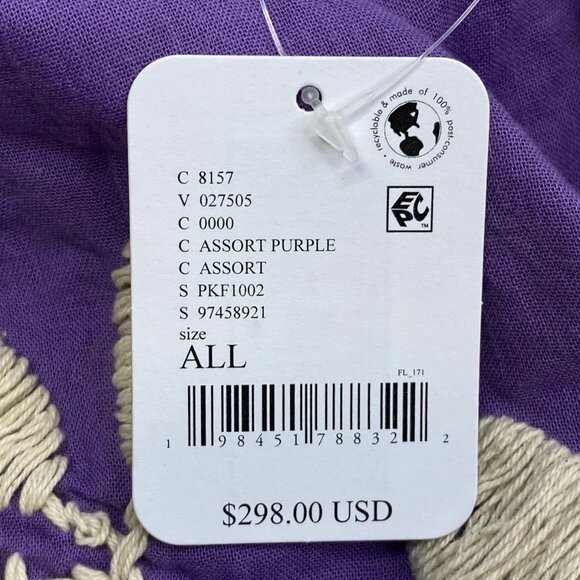 recyclable & made of 100% post-consumer waste •
C 8157
V 027505
C 0000
C ASSORT PURPLE
C ASSORT
S PKF1002
S 97458921
size
ALL
EPC™
FL_171
1 98451 78832 2
$298.00 USD